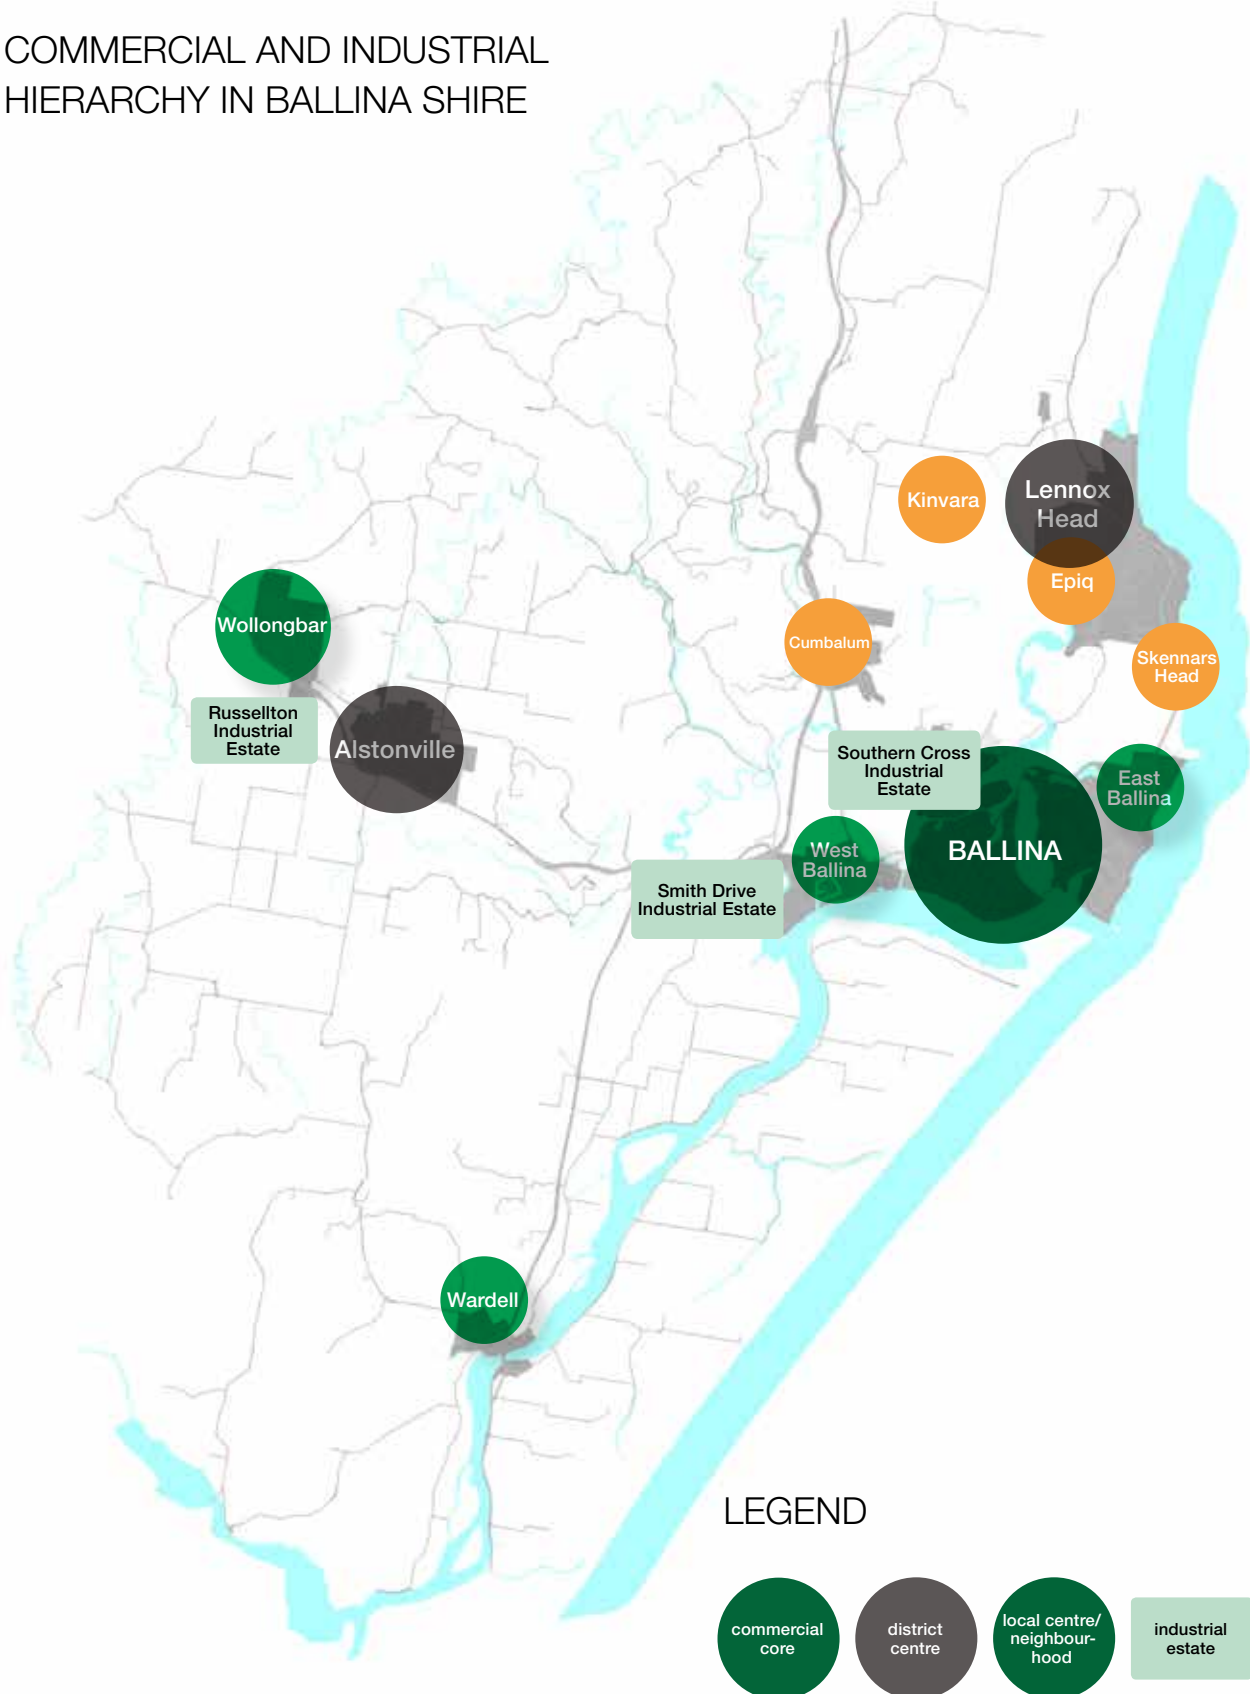 COMMERCIAL AND INDUSTRIAL
HIERARCHY IN BALLINA SHIRE
Kinvara
Lennox
Head
Epiq
Wollongbar
Cumbalum
Skennars
Head
Russellton
Industrial
Estate
Alstonville
Southern Cross
Industrial
Estate
East
Ballina
West
Ballina
BALLINA
Smith Drive
Industrial Estate
Wardell
LEGEND
commercial
core
district
centre
local centre/
neighbour-
hood
industrial
estate